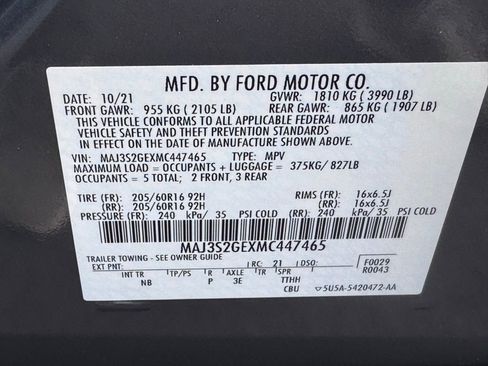 MFD. BY FORD MOTOR CO.
DATE: 10/21 GVWR: 1810 KG ( 3990 LB)
FRONT GAWR: 955 KG ( 2105 LB) REAR GAWR: 865 KG ( 1907 LB)
THIS VEHICLE CONFORMS TO ALL APPLICABLE FEDERAL MOTOR
VEHICLE SAFETY AND THEFT PREVENTION STANDARDS
IN EFFECT ON THE DATE OF MANUFACTURE SHOWN ABOVE.
VIN: MAJ3S2GEXMC447465 TYPE: MPV
MAXIMUM LOAD = OCCUPANTS + LUGGAGE = 375KG/ 827LB
OCCUPANTS = 5 TOTAL; 2 FRONT, 3 REAR
TIRE (FR): 205/60R16 92H RIMS (FR): 16x6.5J
(RR): 205/60R16 92H (RR): 16x6.5J
PRESSURE (FR): 240 kPa/ 35 PSI COLD (RR): 240 kPa/ 35 PSI COLD
MAJ3S2GEXMC447465
TRAILER TOWING - SEE OWNER GUIDE
EXT PNT: RC: 21 DSO: F0029
R0043
INT TR TP/PS R AXLE TR SPR
NB P 3E TTHH
CBU 5U5A-5420472-AA